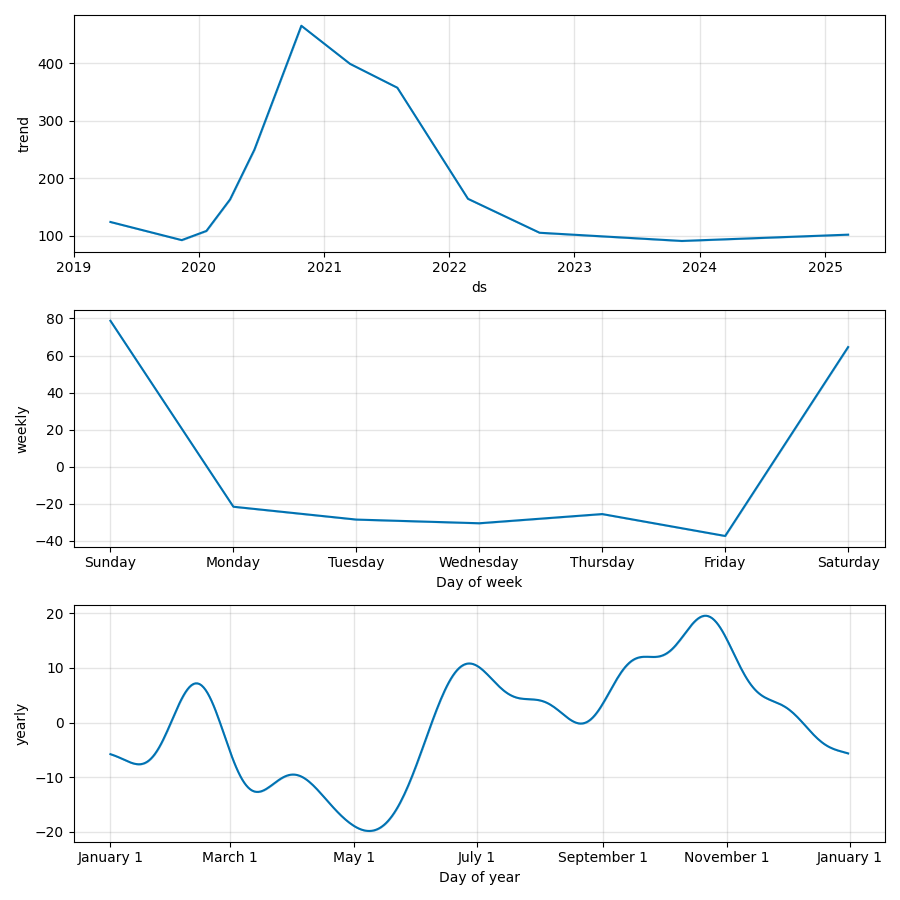 trend
400
300
200
100
2019 2020 2021 2022 2023 2024 2025
ds
weekly
80
60
40
20
0
−20
−40
Sunday Monday Tuesday Wednesday Thursday Friday Saturday
Day of week
yearly
20
10
0
−10
−20
January 1 March 1 May 1 July 1 September 1 November 1 January 1
Day of year